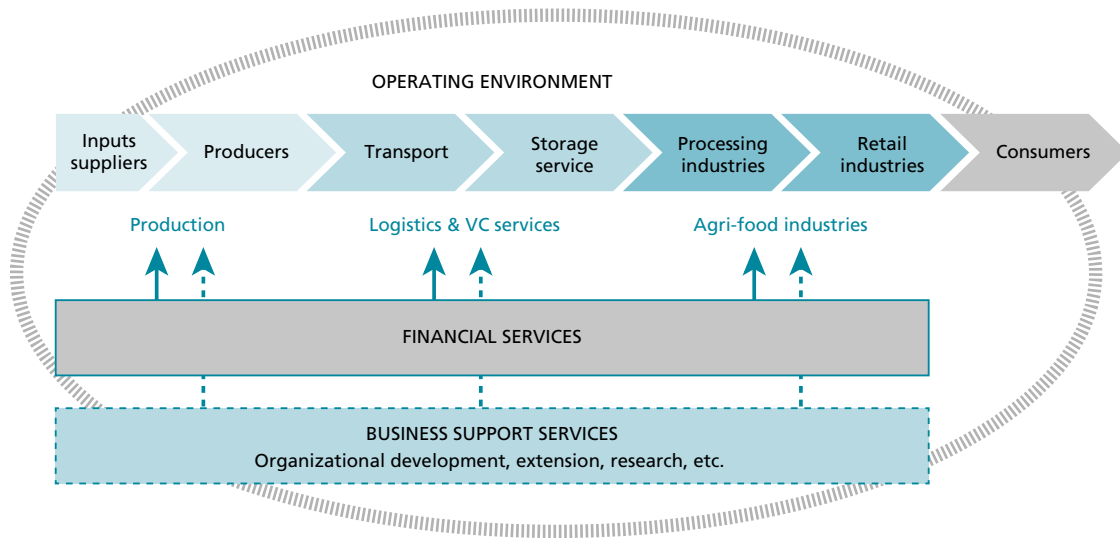 OPERATING ENVIRONMENT
Inputs
suppliers
Producers
Transport
Storage
service
Processing
industries
Retail
industries
Consumers
Production
Logistics & VC services
Agri-food industries
FINANCIAL SERVICES
BUSINESS SUPPORT SERVICES
Organizational development, extension, research, etc.